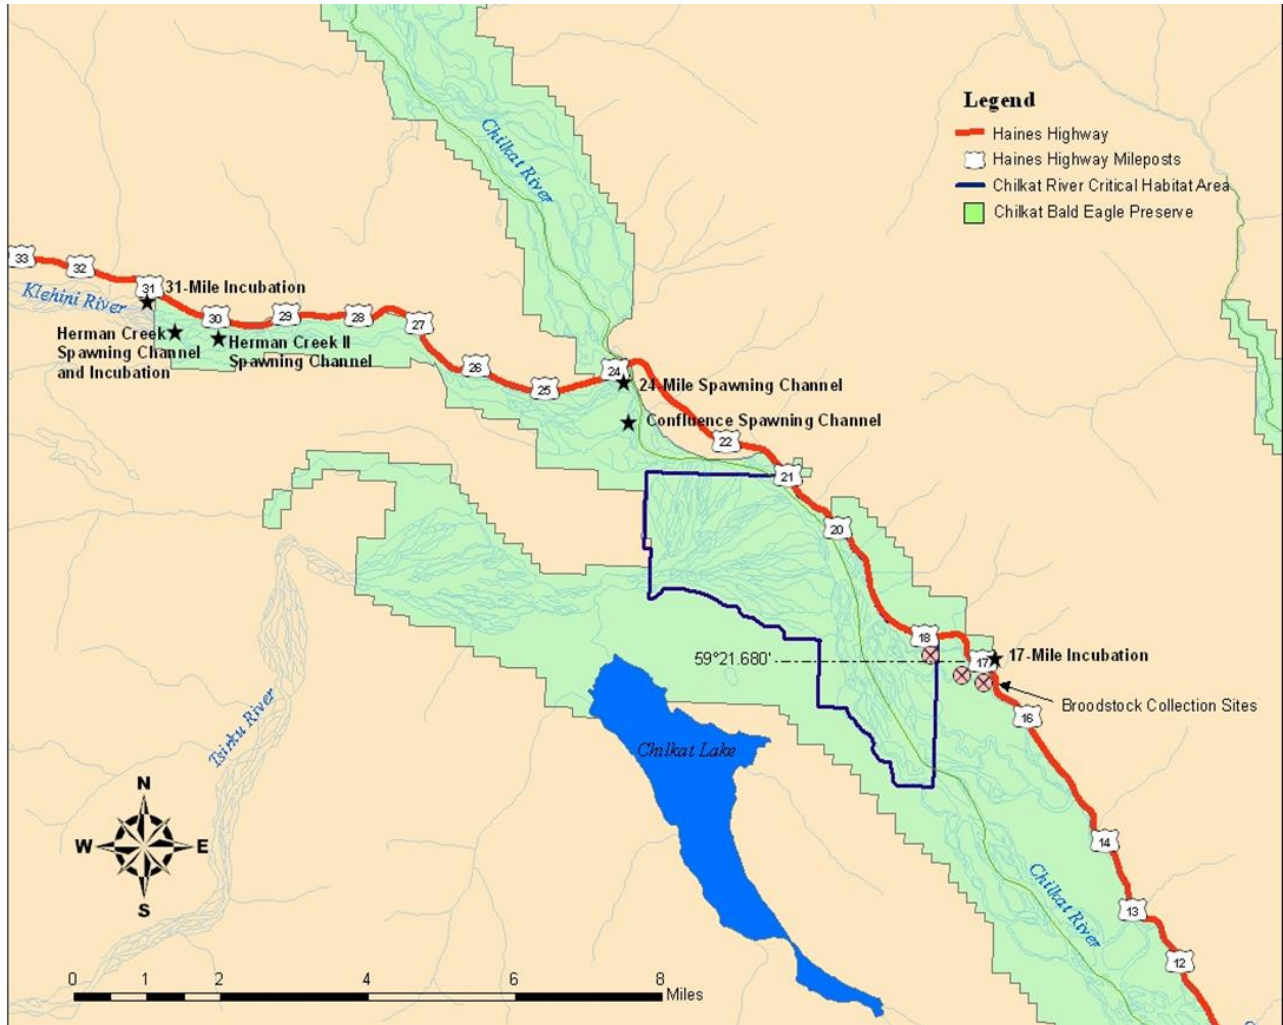 Legend
Haines Highway
Haines Highway Mileposts
Chilkat River Critical Habitat Area
Chilkat Bald Eagle Preserve
Chilkat River
33
32
31
31-Mile Incubation
Klehini River
30
29
28
27
Herman Creek
Spawning Channel
and Incubation
Herman Creek II
Spawning Channel
26
25
24
24-Mile Spawning Channel
Confluence Spawning Channel
22
21
20
18
59°21.680'
17
17-Mile Incubation
Broodstock Collection Sites
16
Tsirku River
Chilkat Lake
N
W
E
S
14
Chilkat River
13
12
0
1
2
4
6
8
Miles